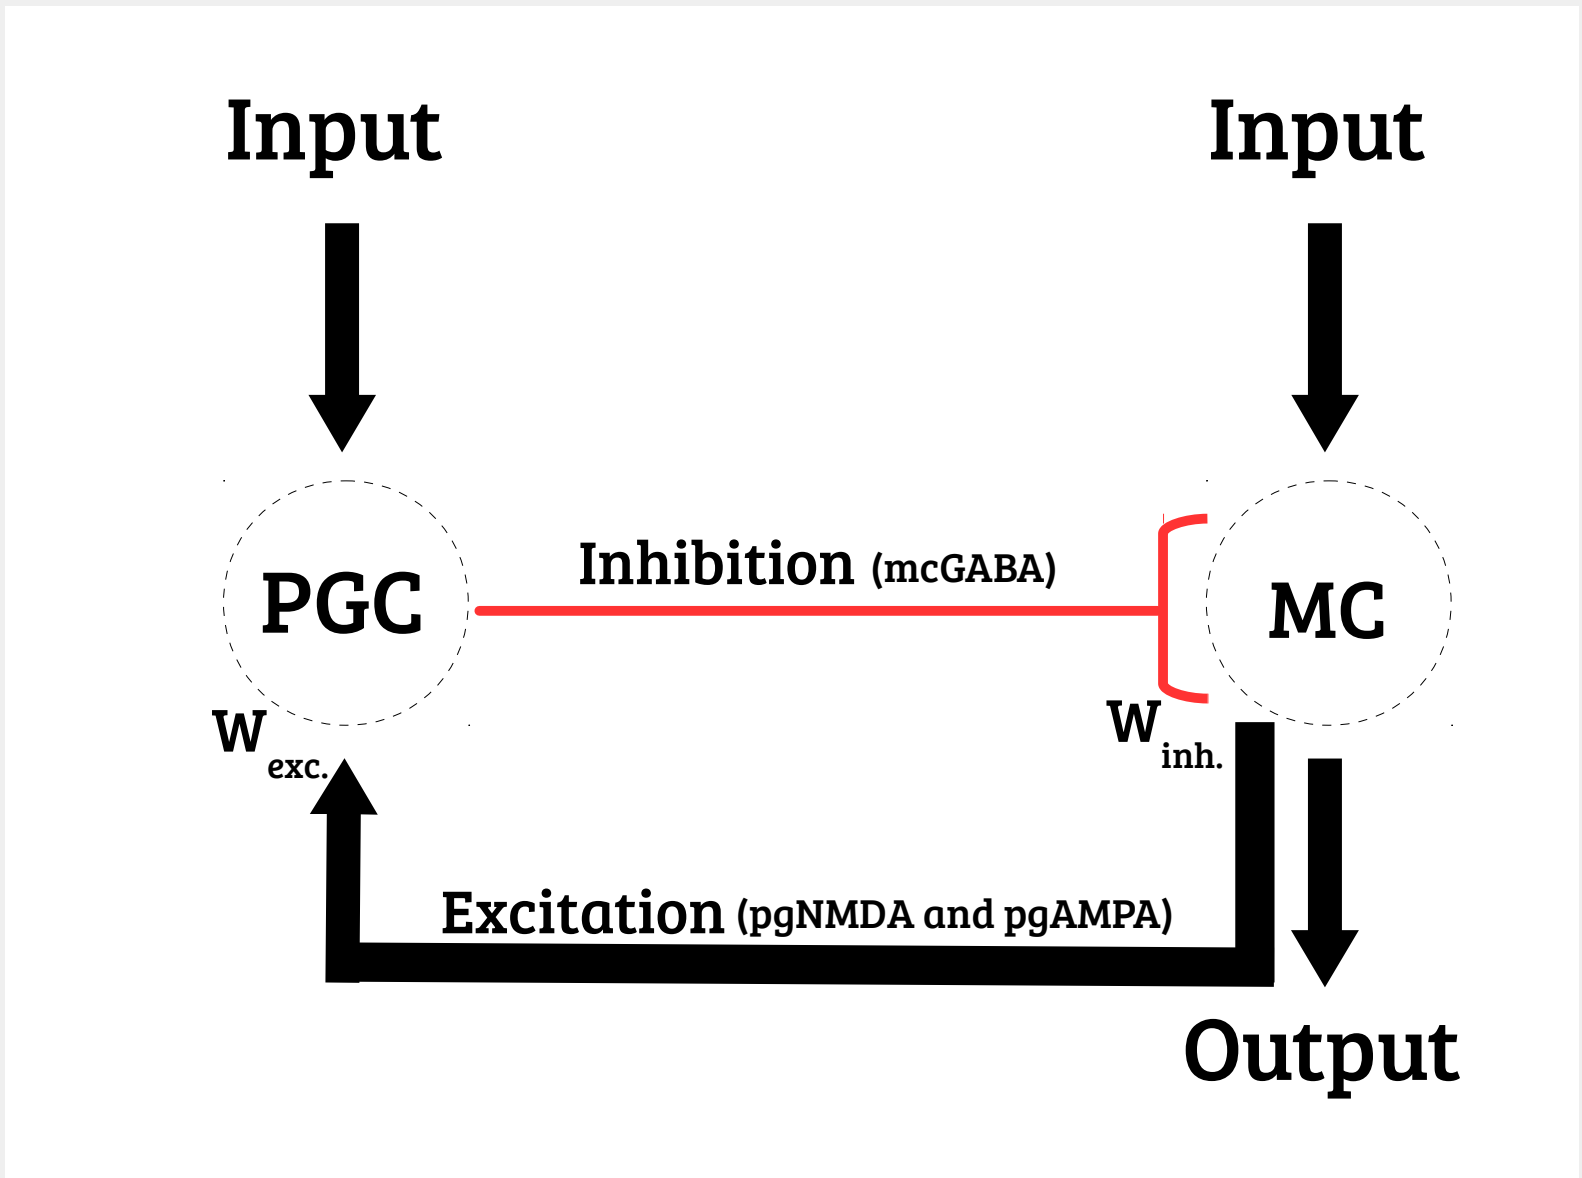 Input
Input
Inhibition (mcGABA)
PGC
MC
W inh.
W exc.
Excitation (pgNMDA and pgAMPA)
Output